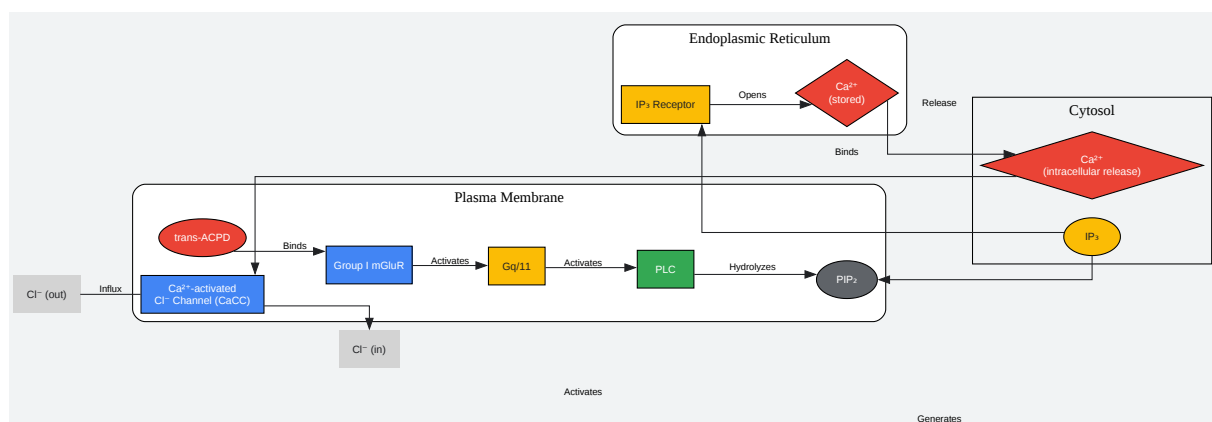 Endoplasmic Reticulum
IP₃ Receptor
Opens
Ca²⁺
(stored)
Release
Cytosol
Binds
Ca²⁺
(intracellular release)
Plasma Membrane
trans-ACPD
Binds
Group I mGluR
Activates
Gq/11
Activates
PLC
Hydrolyzes
PIP₂
IP₃
Cl⁻ (out)
Influx
Ca²⁺-activated
Cl⁻ Channel (CaCC)
Cl⁻ (in)
Activates
Generates